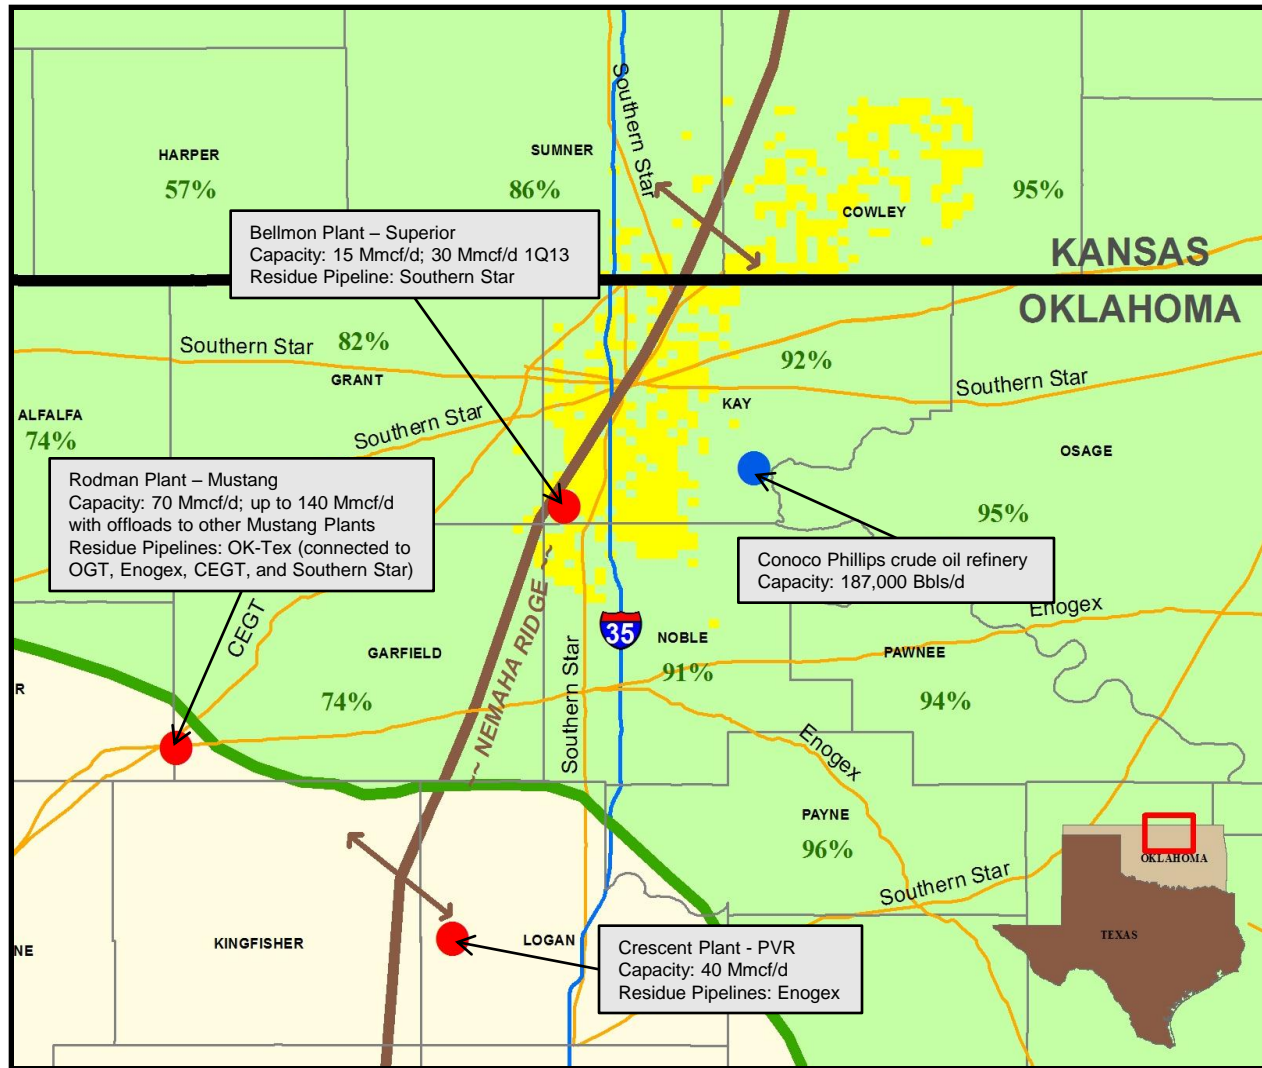 Southern Star
HARPER
57%
SUMNER
86%
COWLEY
95%
Bellmon Plant – Superior
Capacity: 15 Mmcf/d; 30 Mmcf/d 1Q13
Residue Pipeline: Southern Star
KANSAS
OKLAHOMA
Southern Star
82%
GRANT
92%
Southern Star
KAY
ALFALFA
74%
Southern Star
OSAGE
95%
Rodman Plant – Mustang
Capacity: 70 Mmcf/d; up to 140 Mmcf/d
with offloads to other Mustang Plants
Residue Pipelines: OK-Tex (connected to
OGT, Enogex, CEGT, and Southern Star)
Conoco Phillips crude oil refinery
Capacity: 187,000 Bbls/d
CEGT
~~ NEMAHA RIDGE ~~
35
Enogex
GARFIELD
74%
Southern Star
NOBLE
91%
PAWNEE
94%
R
Enogex
PAYNE
96%
Southern Star
OKLAHOMA
TEXAS
NE
KINGFISHER
LOGAN
Crescent Plant - PVR
Capacity: 40 Mmcf/d
Residue Pipelines: Enogex